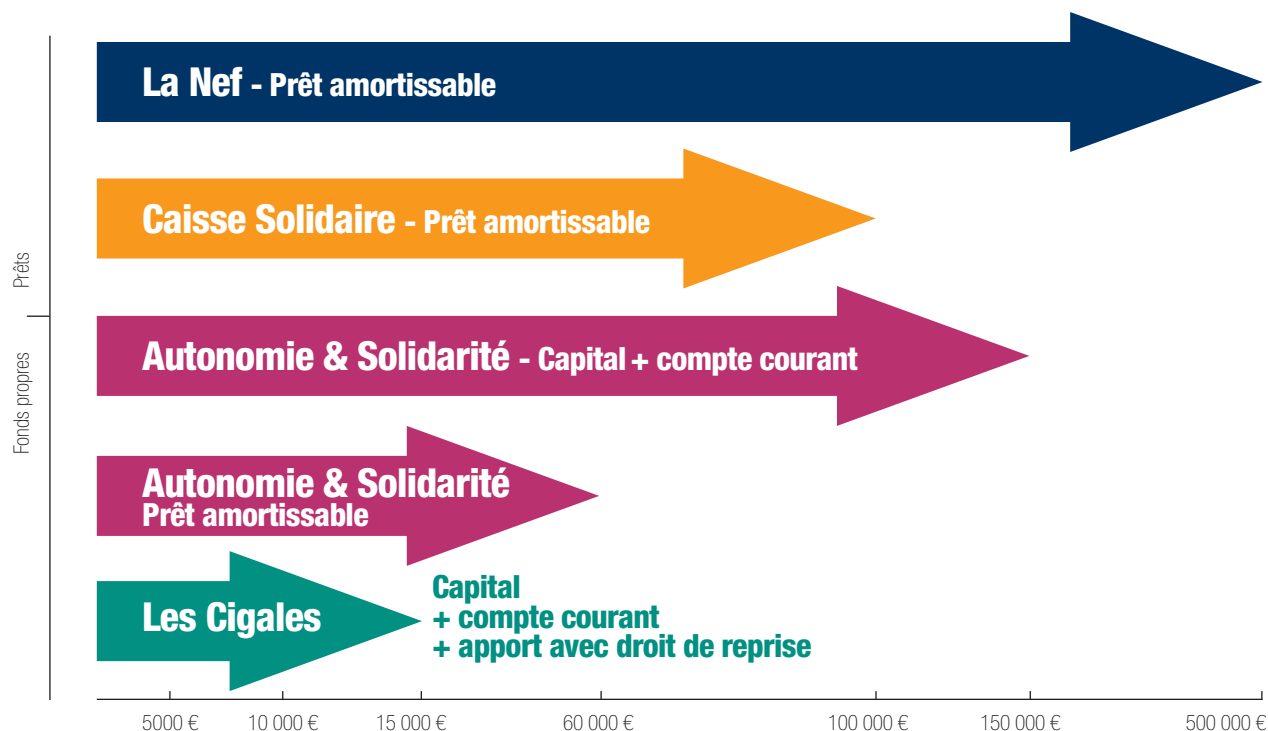 La Nef - Prêt amortissable
Caisse Solidaire - Prêt amortissable
Prêts
Autonomie & Solidarité - Capital + compte courant
Fonds propres
Autonomie & Solidarité
Prêt amortissable
Les Cigales
Capital
+ compte courant
+ apport avec droit de reprise
5000 € 10 000 € 15 000 € 60 000 € 100 000 € 150 000 € 500 000 €